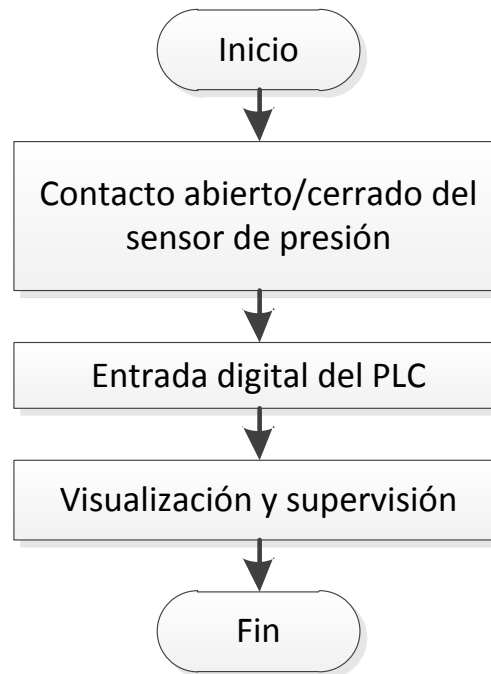 Inicio
Contacto abierto/cerrado del
sensor de presión
Entrada digital del PLC
Visualización y supervisión
Fin